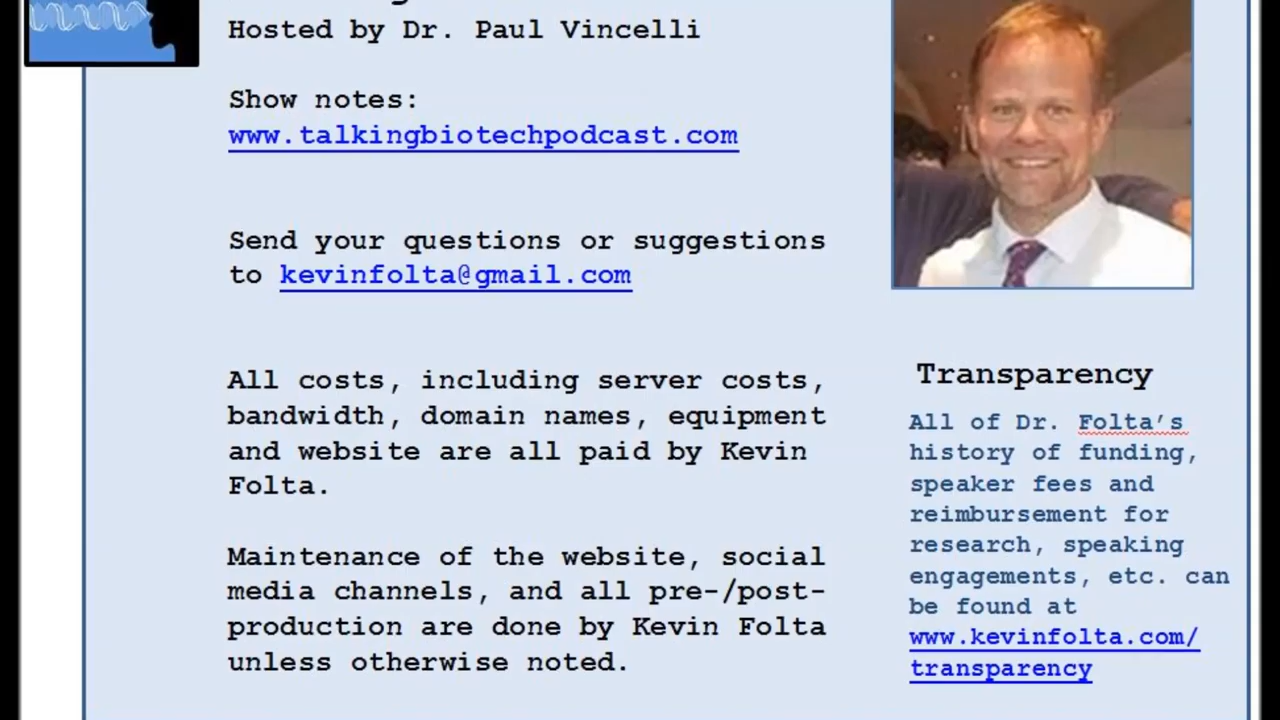 Hosted by Dr. Paul Vincelli
Show notes:
www.talkingbiotechpodcast.com
Send your questions or suggestions
to kevinfolta@gmail.com
All costs, including server costs,
bandwidth, domain names, equipment
and website are all paid by Kevin
Folta.
Maintenance of the website, social
media channels, and all pre-/post-
production are done by Kevin Folta
unless otherwise noted.
Transparency
All of Dr. Folta’s
history of funding,
speaker fees and
reimbursement for
research, speaking
engagements, etc. can
be found at
www.kevinfolta.com/
transparency